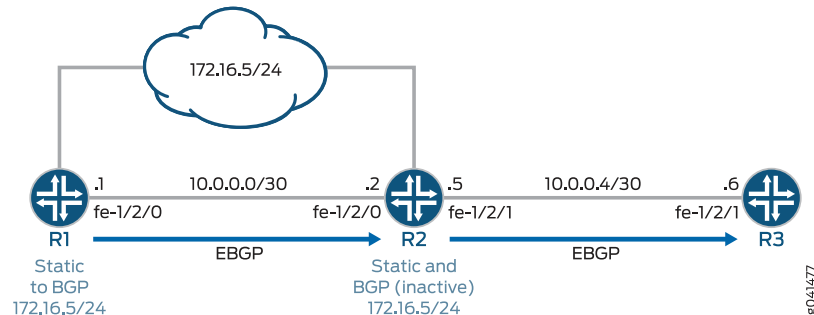 172.16.5/24
.1
10.0.0.0/30
.2
.5
10.0.0.4/30
.6
fe-1/2/0
fe-1/2/0
fe-1/2/1
fe-1/2/1
R1
EBGP
R2
EBGP
R3
Static
to BGP
172.16.5/24
Static and
BGP (inactive)
172.16.5/24
g041477